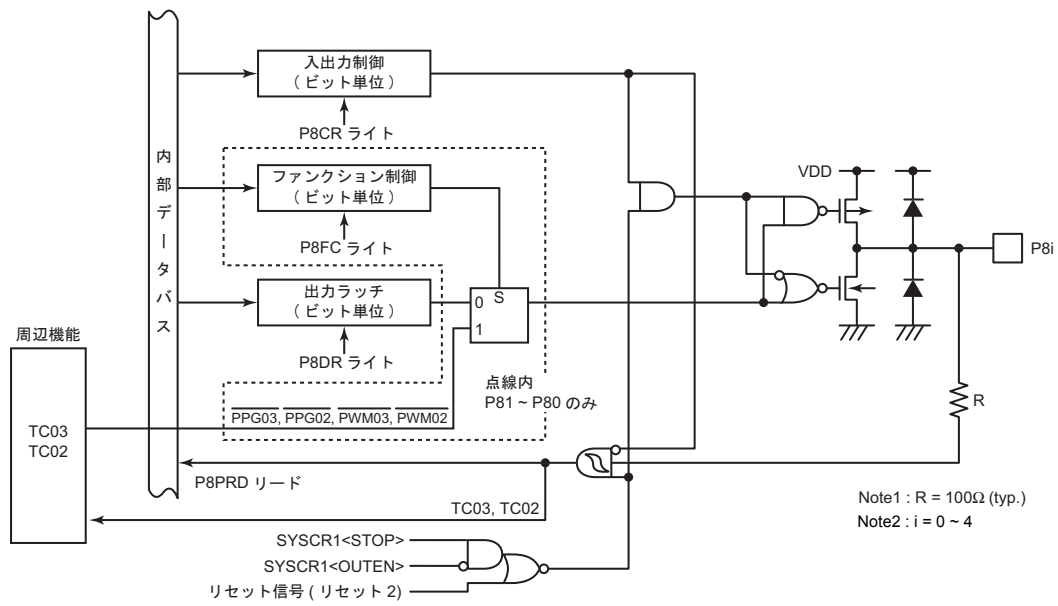 入出力制御
( ビット単位 )
P8CR ライト
内部データバス
ファンクション制御
( ビット単位 )
P8FC ライト
VDD
P8i
出力ラッチ
( ビット単位 )
P8DR ライト
S
0
1
周辺機能
TC03
TC02
点線内
P81 ~ P80 のみ
PPG03, PPG02, PWM03, PWM02
R
P8PRD リード
TC03, TC02
Note1 : R = 100Ω (typ.)
Note2 : i = 0 ~ 4
SYSCR1<STOP>
SYSCR1<OUTEN>
リセット信号 ( リセット 2)